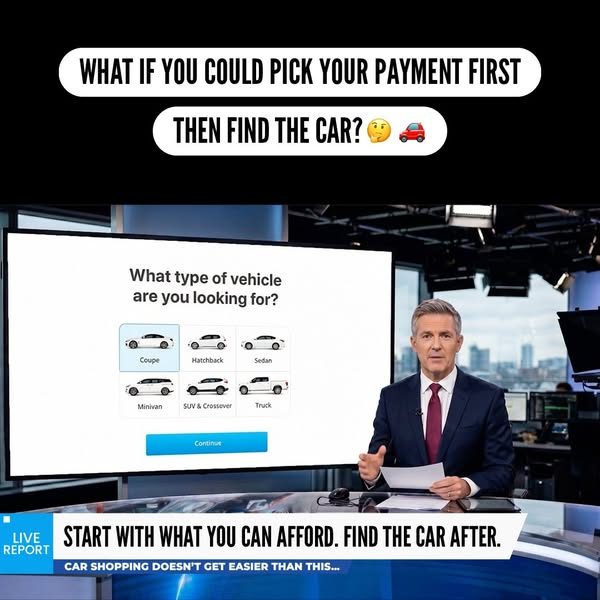 WHAT IF YOU COULD PICK YOUR PAYMENT FIRST
THEN FIND THE CAR?🤔 🚗
What type of vehicle
are you looking for?
Coupe
Hatchback
Sedan
Minivan
SUV & Crossover
Truck
Continue
LIVE
REPORT
START WITH WHAT YOU CAN AFFORD. FIND THE CAR AFTER.
CAR SHOPPING DOESN'T GET EASIER THAN THIS...